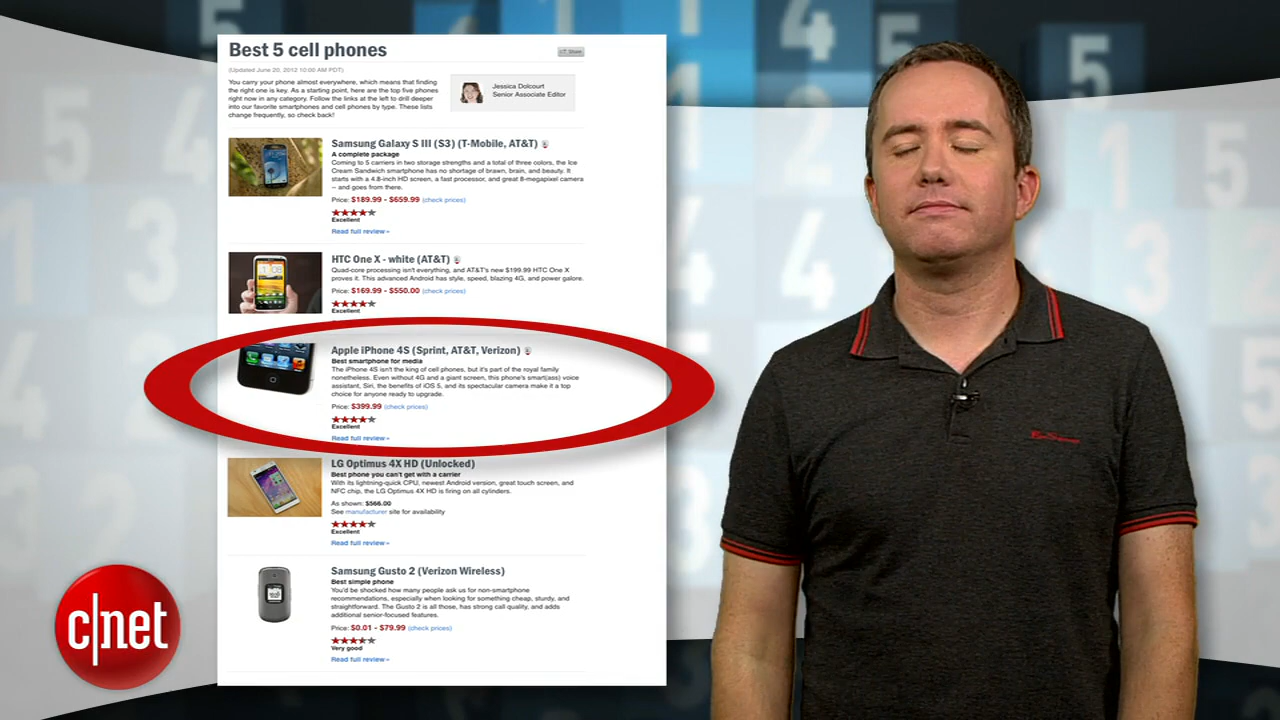 Best 5 cell phones
Share
(Updated June 20, 2012 10:00 AM PDT)
You carry your phone almost everywhere, which means that finding
the right one is key. As a starting point, here are the top five phones
right now in any category. Follow the links at the left to drill deeper
into our favorite smartphones and cell phones by type. These lists
change frequently, so check back!
Jessica Dolcourt
Senior Associate Editor
Samsung Galaxy S III (S3) (T-Mobile, AT&T)
A complete package
Coming to 5 carriers in two storage strengths and a total of three colors, the Ice
Cream Sandwich smartphone has no shortage of brawn, brain, and beauty. It
starts with a 4.8-inch HD screen, a fast processor, and great 8-megapixel camera
– and goes from there.
Price: $189.99 - $659.99 (check prices)
Excellent
Read full review»
HTC One X - white (AT&T)
Quad-core processing isn't everything, and AT&T's new $199.99 HTC One X
proves it. This advanced Android has style, speed, blazing 4G, and power galore.
Price: $169.99 - $550.00 (check prices)
Excellent
Apple iPhone 4S (Sprint, AT&T, Verizon)
Best smartphone for media
The iPhone 4S isn't the king of cell phones, but it's part of the royal family
nonetheless. Even without 4G and a giant screen, this phone's smart(ass) voice
assistant, Siri, the benefits of iOS 5, and its spectacular camera make it a top
choice for anyone ready to upgrade.
Price: $399.99 (check prices)
Excellent
Read full review»
LG Optimus 4X HD (Unlocked)
Best phone you can't get with a carrier
With its lightning-quick CPU, newest Android version, great touch screen, and
NFC chip, the LG Optimus 4X HD is firing on all cylinders.
As shown: $566.00
See manufacturer site for availability
Excellent
Read full review»
Samsung Gusto 2 (Verizon Wireless)
Best simple phone
You'd be shocked how many people ask us for non-smartphone
recommendations, especially when looking for something cheap, sturdy, and
straightforward. The Gusto 2 is all those, has strong call quality, and adds
additional senior-focused features.
Price: $0.01 - $79.99 (check prices)
Very good
Read full review»
c|net
Ben Sherman